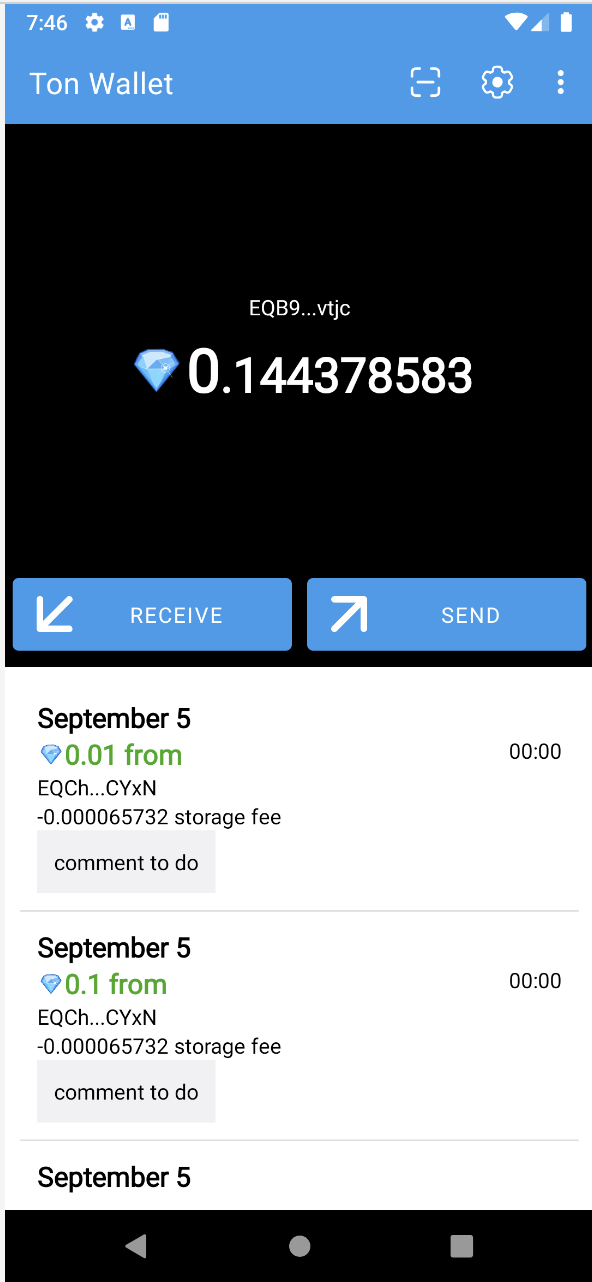 7:46
Ton Wallet
EQB9...vtjc
0.144378583
RECEIVE
SEND
September 5
0.01 from
00:00
EQCh...CYxN
-0.000065732 storage fee
comment to do
September 5
0.1 from
00:00
EQCh...CYxN
-0.000065732 storage fee
comment to do
September 5